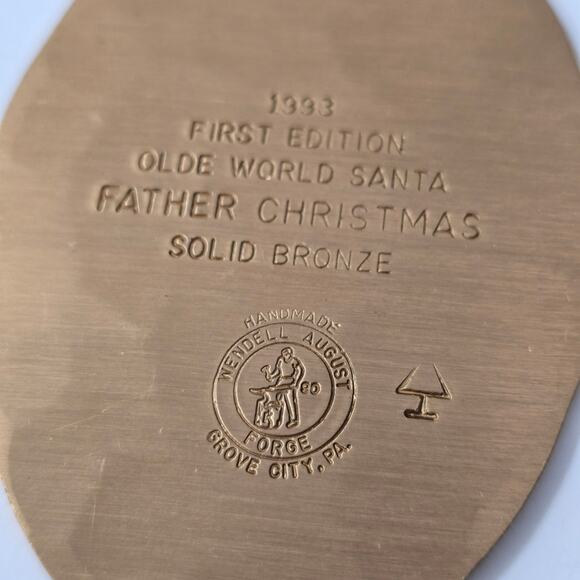 1993
FIRST EDITION
OLDE WORLD SANTA
FATHER CHRISTMAS
SOLID BRONZE
HANDMADE
WENDELL AUGUST
FORGE
GROVE CITY, PA.